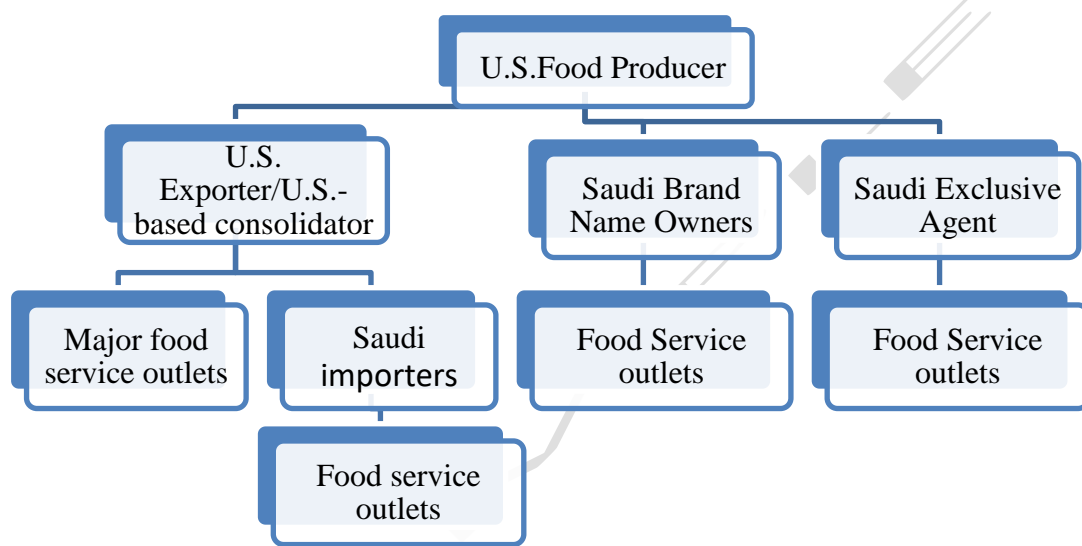 U.S.Food Producer
U.S.
Exporter/U.S.-
based consolidator
Saudi Brand
Name Owners
Saudi Exclusive
Agent
Major food
service outlets
Saudi
importers
Food Service
outlets
Food Service
outlets
Food service
outlets